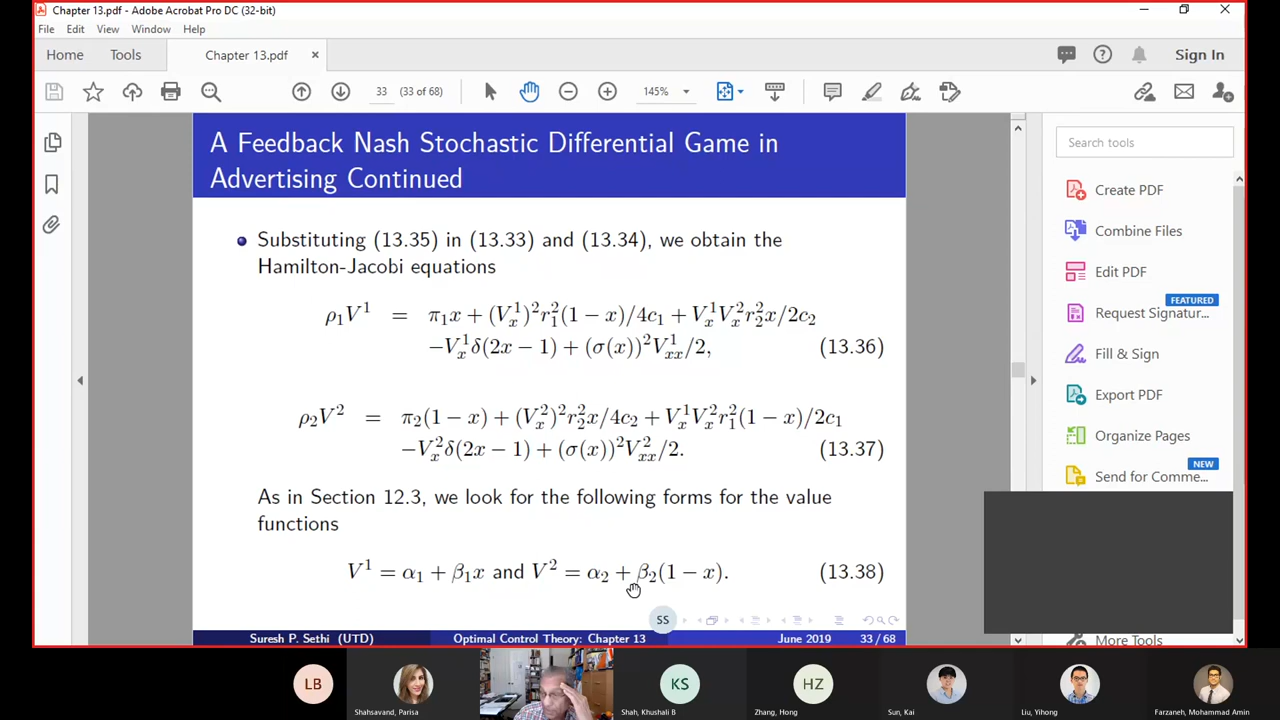 Chapter 13.pdf - Adobe Acrobat Pro DC (32-bit)
File Edit View Window Help
Home Tools Chapter 13.pdf × Sign In
33 (33 of 68) 145%
A Feedback Nash Stochastic Differential Game in
Advertising Continued
Substituting (13.35) in (13.33) and (13.34), we obtain the
Hamilton-Jacobi equations
ρ₁V¹ = π₁x + (V¹ₓ)²r₁²(1 − x)/4c₁ + V¹ₓV²ₓr₂²x/2c₂
−V¹ₓδ(2x − 1) + (σ(x))²V¹ₓₓ/2, (13.36)
ρ₂V² = π₂(1 − x) + (V²ₓ)²r₂²x/4c₂ + V¹ₓV²ₓr₁²(1 − x)/2c₁
−V²ₓδ(2x − 1) + (σ(x))²V²ₓₓ/2. (13.37)
As in Section 12.3, we look for the following forms for the value
functions
V¹ = α₁ + β₁x and V² = α₂ + β₂(1 − x). (13.38)
SS
Suresh P. Sethi (UTD) Optimal Control Theory: Chapter 13 June 2019 33 / 68
Search tools
Create PDF
Combine Files
Edit PDF
FEATURED
Request Signatur...
Fill & Sign
Export PDF
Organize Pages
NEW
Send for Comme...
More Tools
LB
Shahsavand, Parisa
KS
Shah, Khushali B
HZ
Zhang, Hong
Sun, Kai
Liu, Yihong
Farzaneh, Mohammad Amin